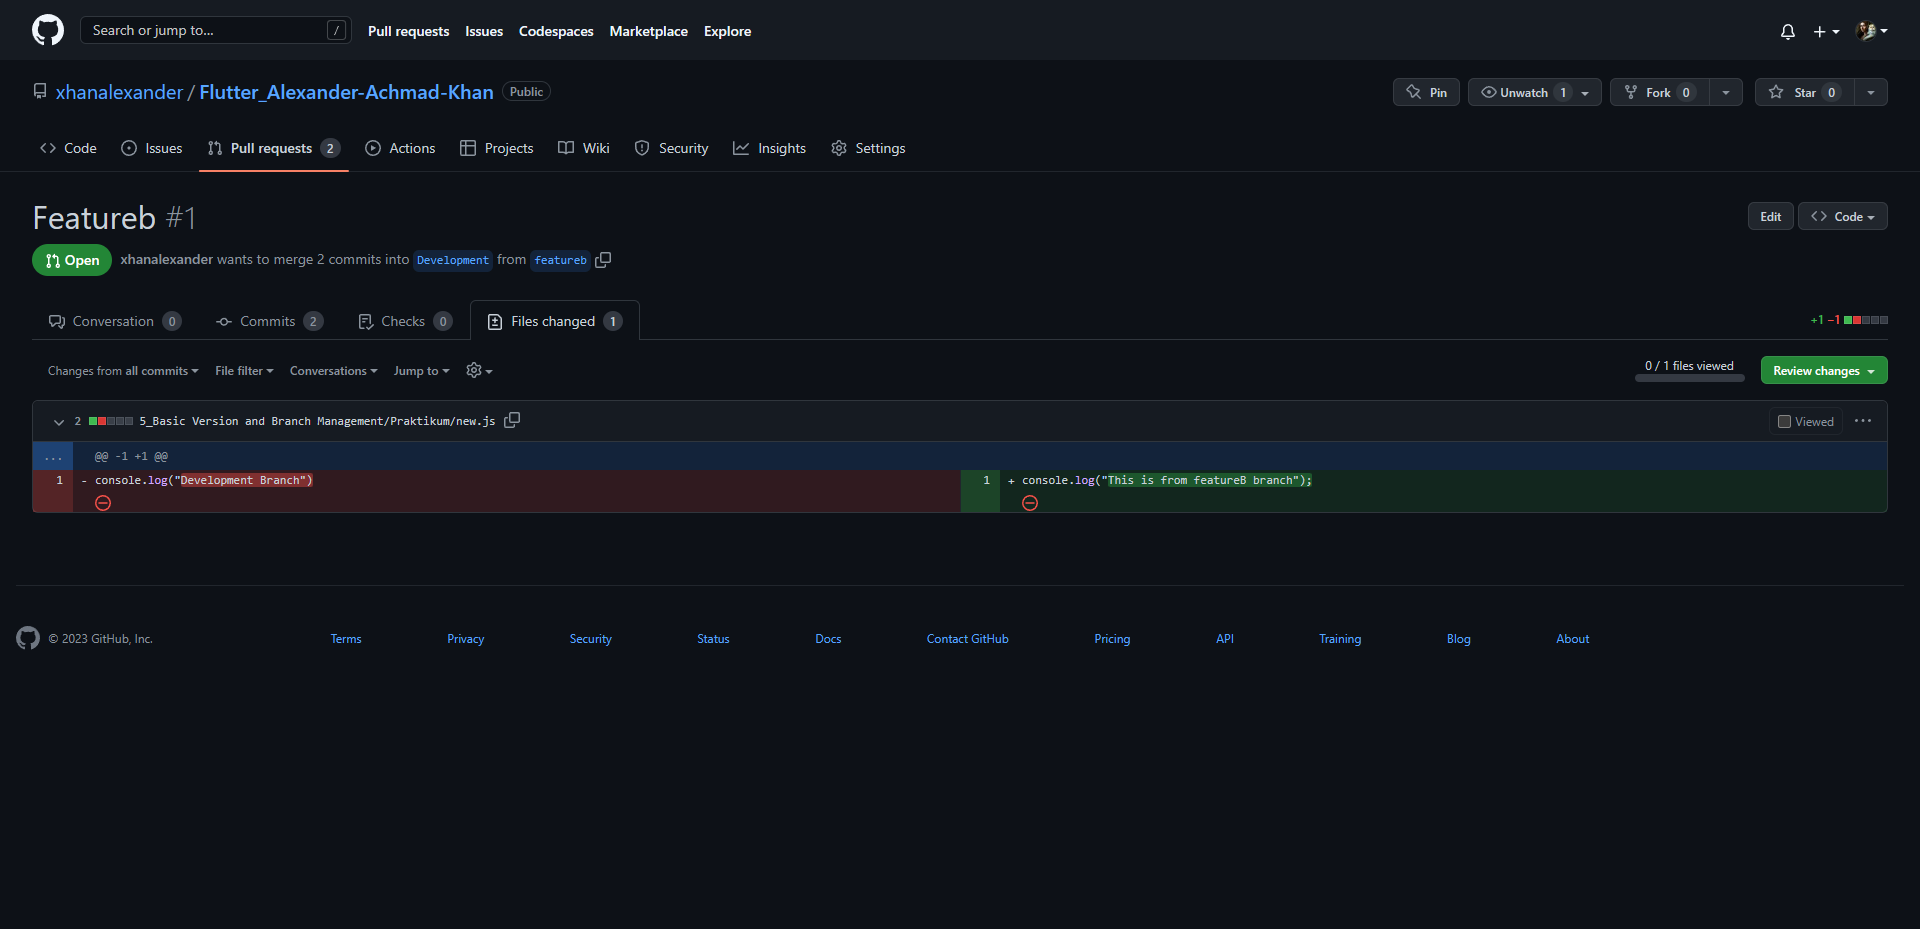 Search or jump to... /
Pull requests Issues Codespaces Marketplace Explore
xhanalexander / Flutter_Alexander-Achmad-Khan Public
Pin Unwatch 1 Fork 0 Star 0
Code Issues Pull requests 2 Actions Projects Wiki Security Insights Settings
Featureb #1
Edit <> Code
Open xhanalexander wants to merge 2 commits into Development from featureb
Conversation 0 Commits 2 Checks 0 Files changed 1
+1 −1
Changes from all commits File filter Conversations Jump to
0 / 1 files viewed
Review changes
2 5_Basic Version and Branch Management/Praktikum/new.js
Viewed ...
... @@ -1 +1 @@
1 - console.log("Development Branch")
1 + console.log("This is from featureB branch");
© 2023 GitHub, Inc. Terms Privacy Security Status Docs Contact GitHub Pricing API Training Blog About